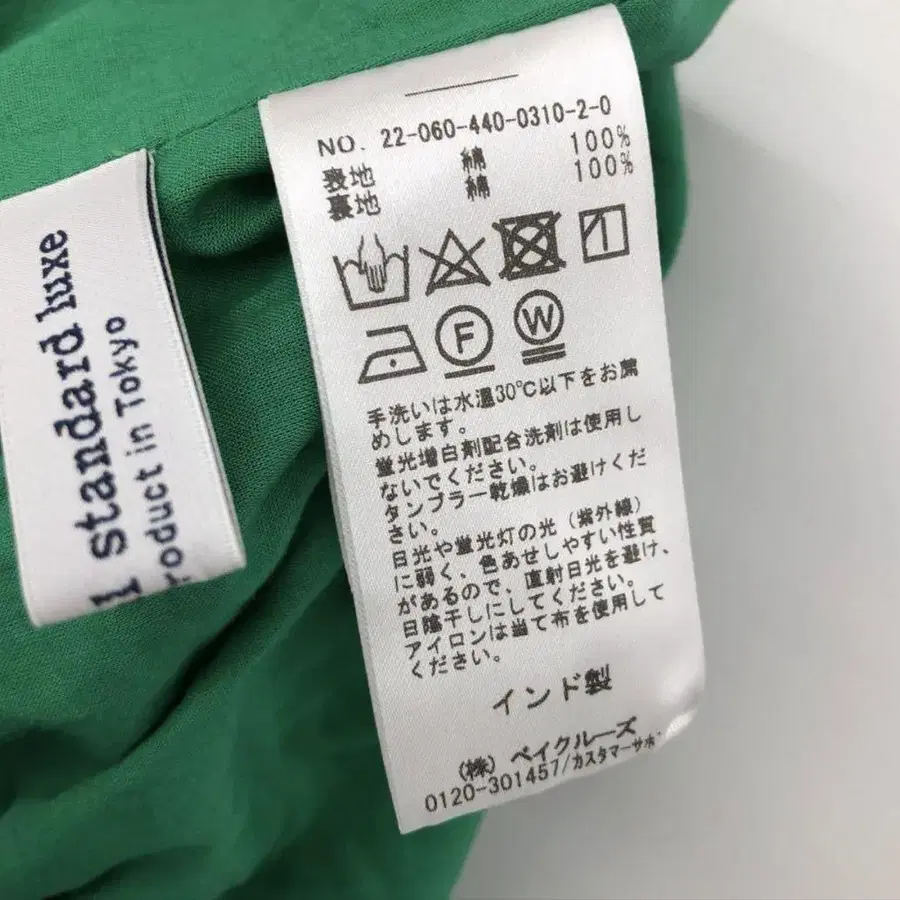 standard luxe
roduct in Tokyo
NO. 22-060-440-0310-2-0
表地 綿 100%
裏地 綿 100%
F W
手洗いは水温30℃以下をお薦
めします。
蛍光増白剤配合洗剤は使用し
ないでください。
タンブラー乾燥はお避けくだ
さい。
日光や蛍光灯の光(紫外線)
に弱く、色あせしやすい性質
があるので、直射日光を避け、
日陰干しにしてください。
アイロンは当て布を使用して
ください。
インド製
(株)ベイクルーズ
0120-301457/カスタマーサポ